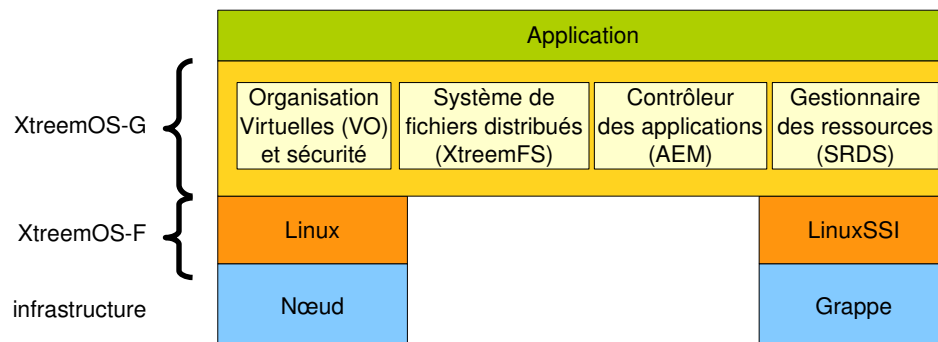 Application
XtreemOS-G
Organisation
Virtuelles (VO)
et sécurité
Système de
fichiers distribués
(XtreemFS)
Contrôleur
des applications
(AEM)
Gestionnaire
des ressources
(SRDS)
XtreemOS-F
Linux
LinuxSSI
infrastructure
Nœud
Grappe